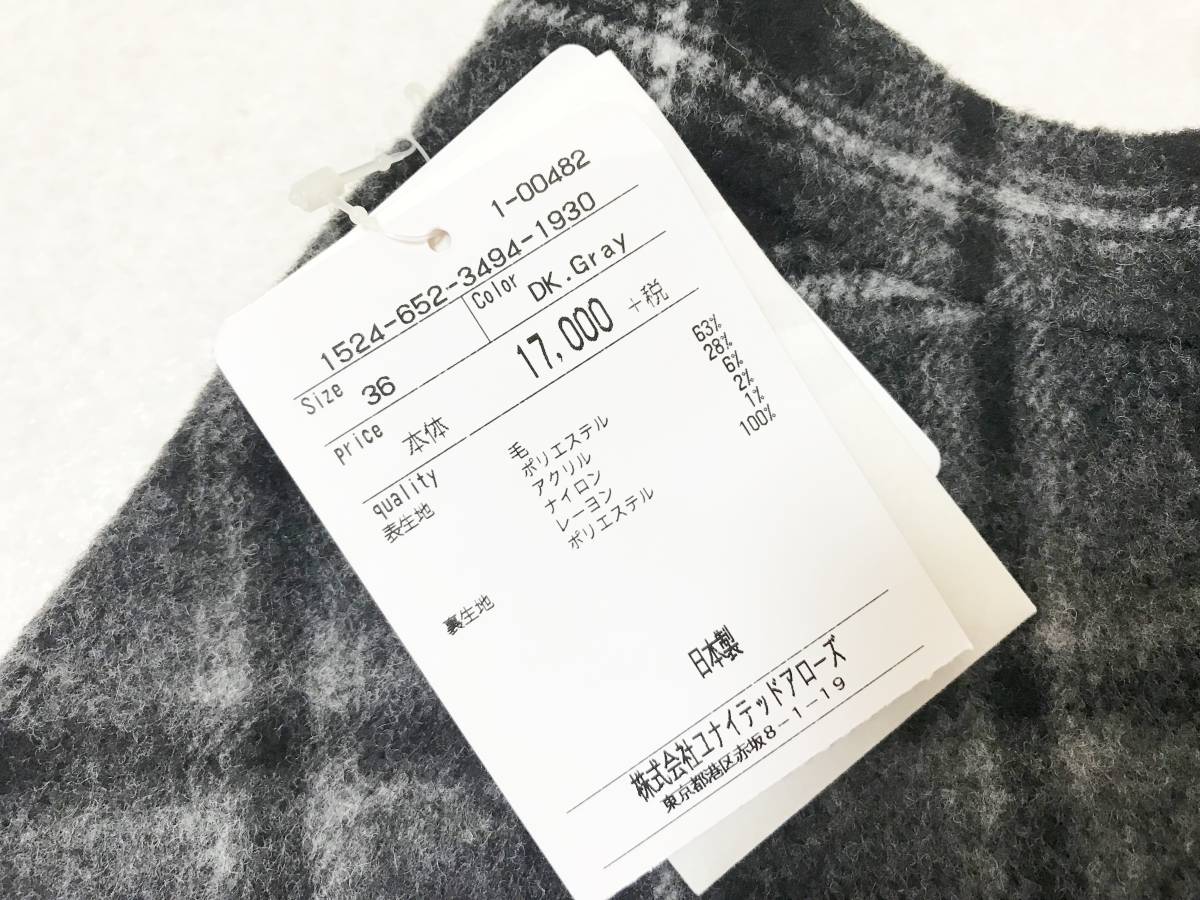 1-00482
1524-652-3494-1930
Size 36 Color DK.Gray
price 本体 17,000 +税
quality
表生地 毛 63%
ポリエステル 28%
アクリル 6%
ナイロン 2%
レーヨン 1%
裏生地 ポリエステル 100%
日本製
株式会社ユナイテッドアローズ
東京都港区赤坂8-1-19